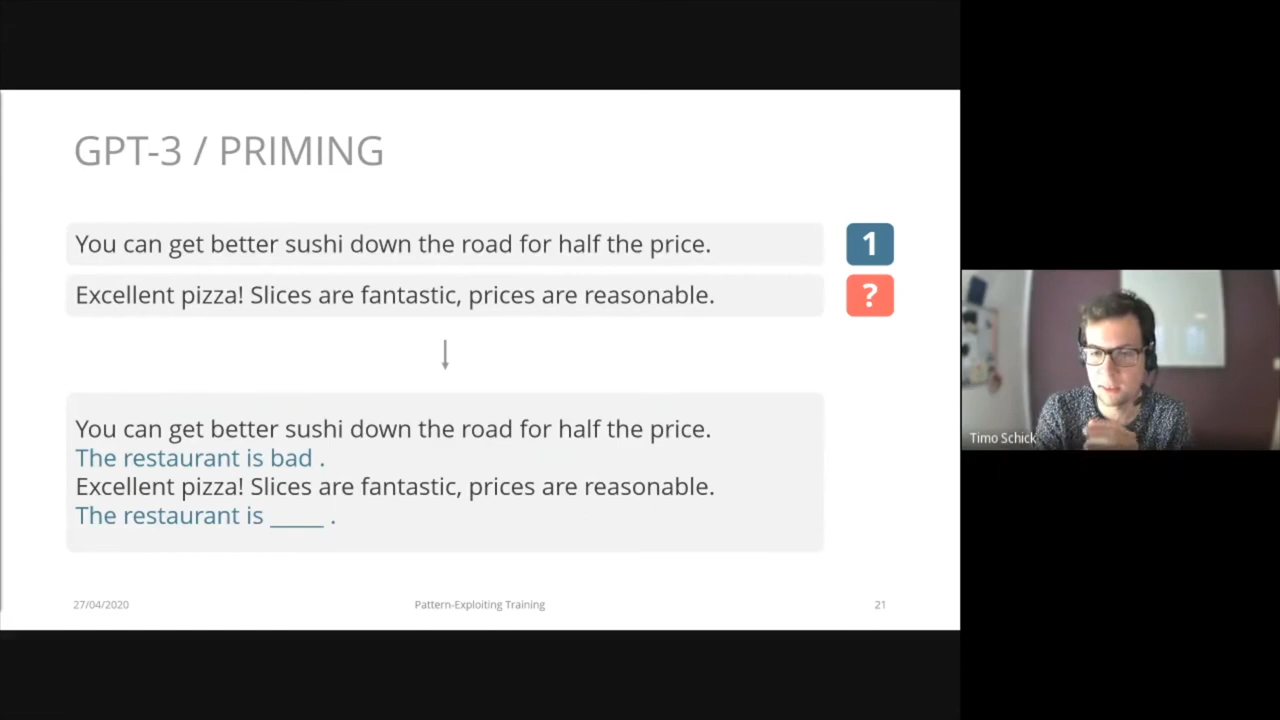 GPT-3 / PRIMING
You can get better sushi down the road for half the price.
1
Excellent pizza! Slices are fantastic, prices are reasonable.
?
You can get better sushi down the road for half the price.
The restaurant is bad .
Excellent pizza! Slices are fantastic, prices are reasonable.
The restaurant is _____ .
27/04/2020
Pattern-Exploiting Training
21
Timo Schick